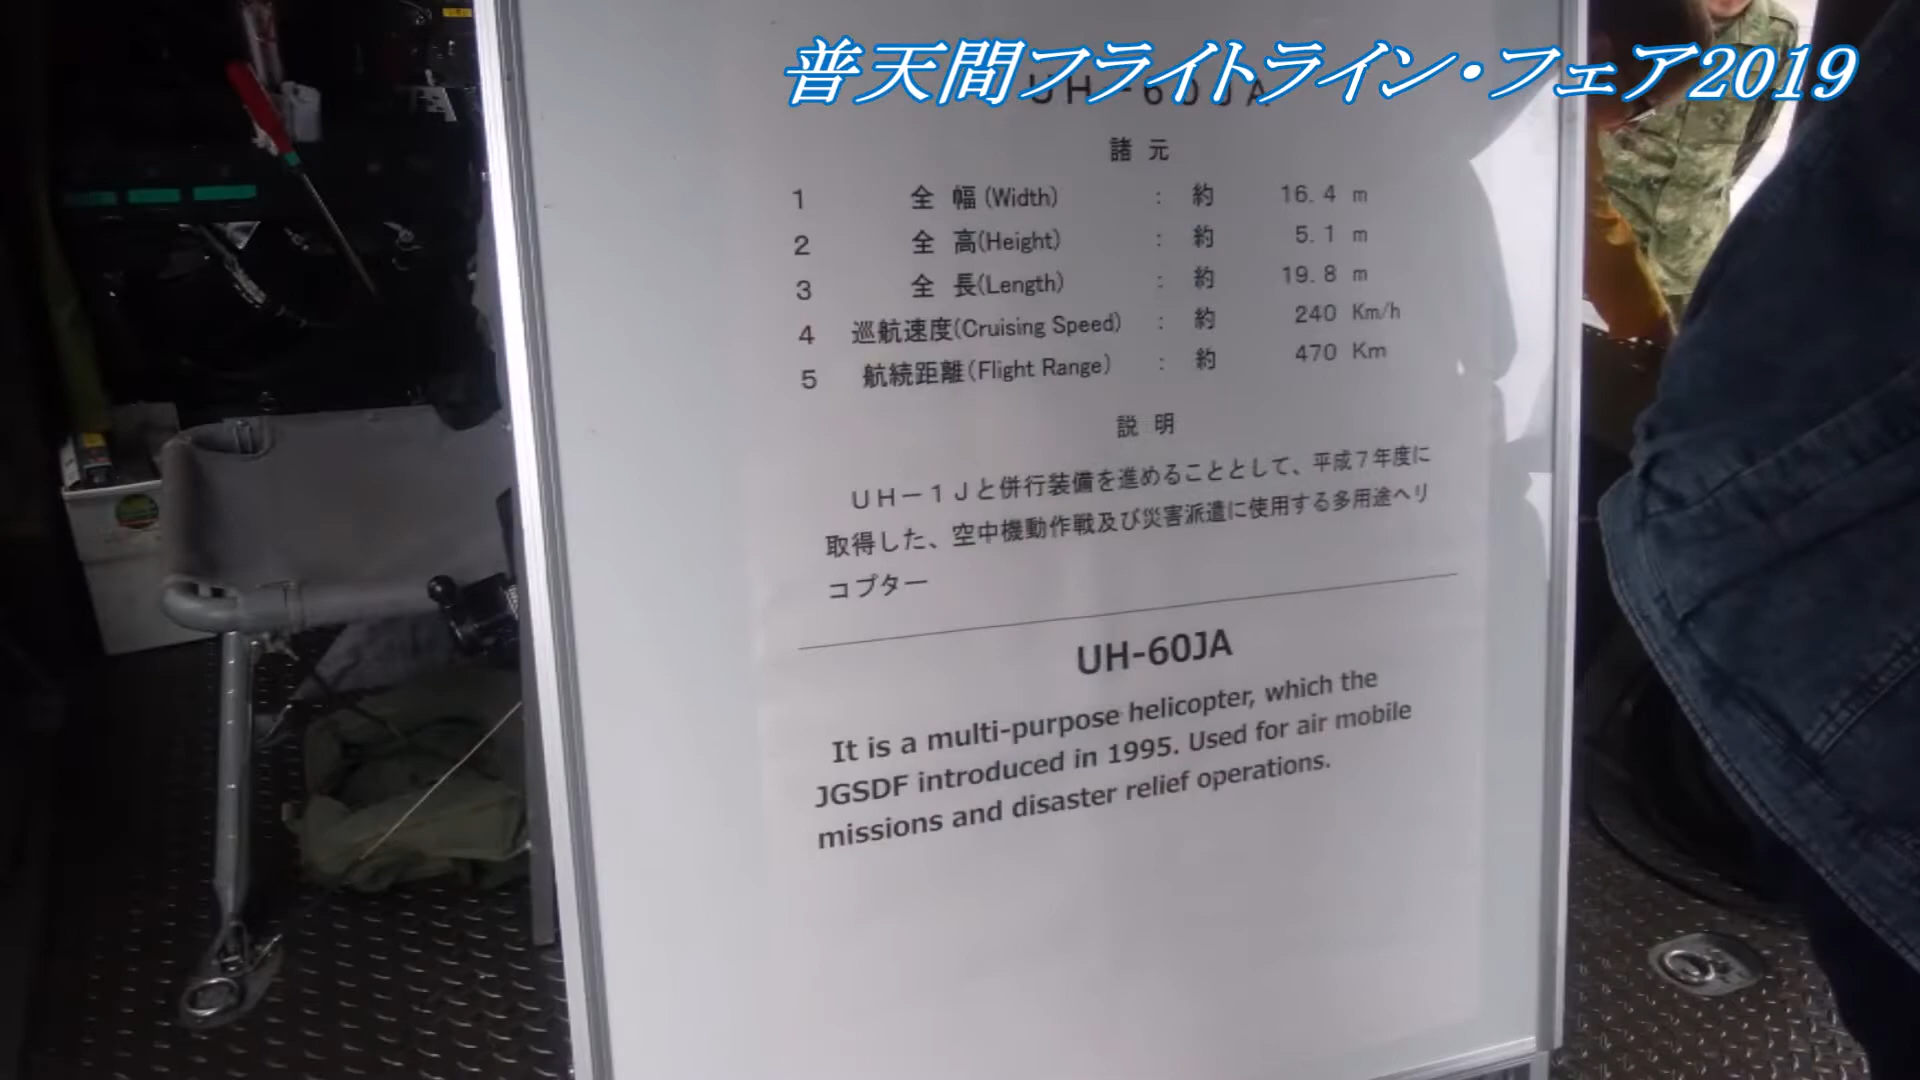 普天間フライトライン・フェア2019
UH-60JA
諸 元
1 全 幅(Width) : 約 16.4 m
2 全 高(Height) : 約 5.1 m
3 全 長(Length) : 約 19.8 m
4 巡航速度(Cruising Speed) : 約 240 Km/h
5 航続距離(Flight Range) : 約 470 Km
説 明
UH-1Jと併行装備を進めることとして、平成7年度に
取得した、空中機動作戦及び災害派遣に使用する多用途ヘリ
コプター
UH-60JA
It is a multi-purpose helicopter, which the
JGSDF introduced in 1995. Used for air mobile
missions and disaster relief operations.